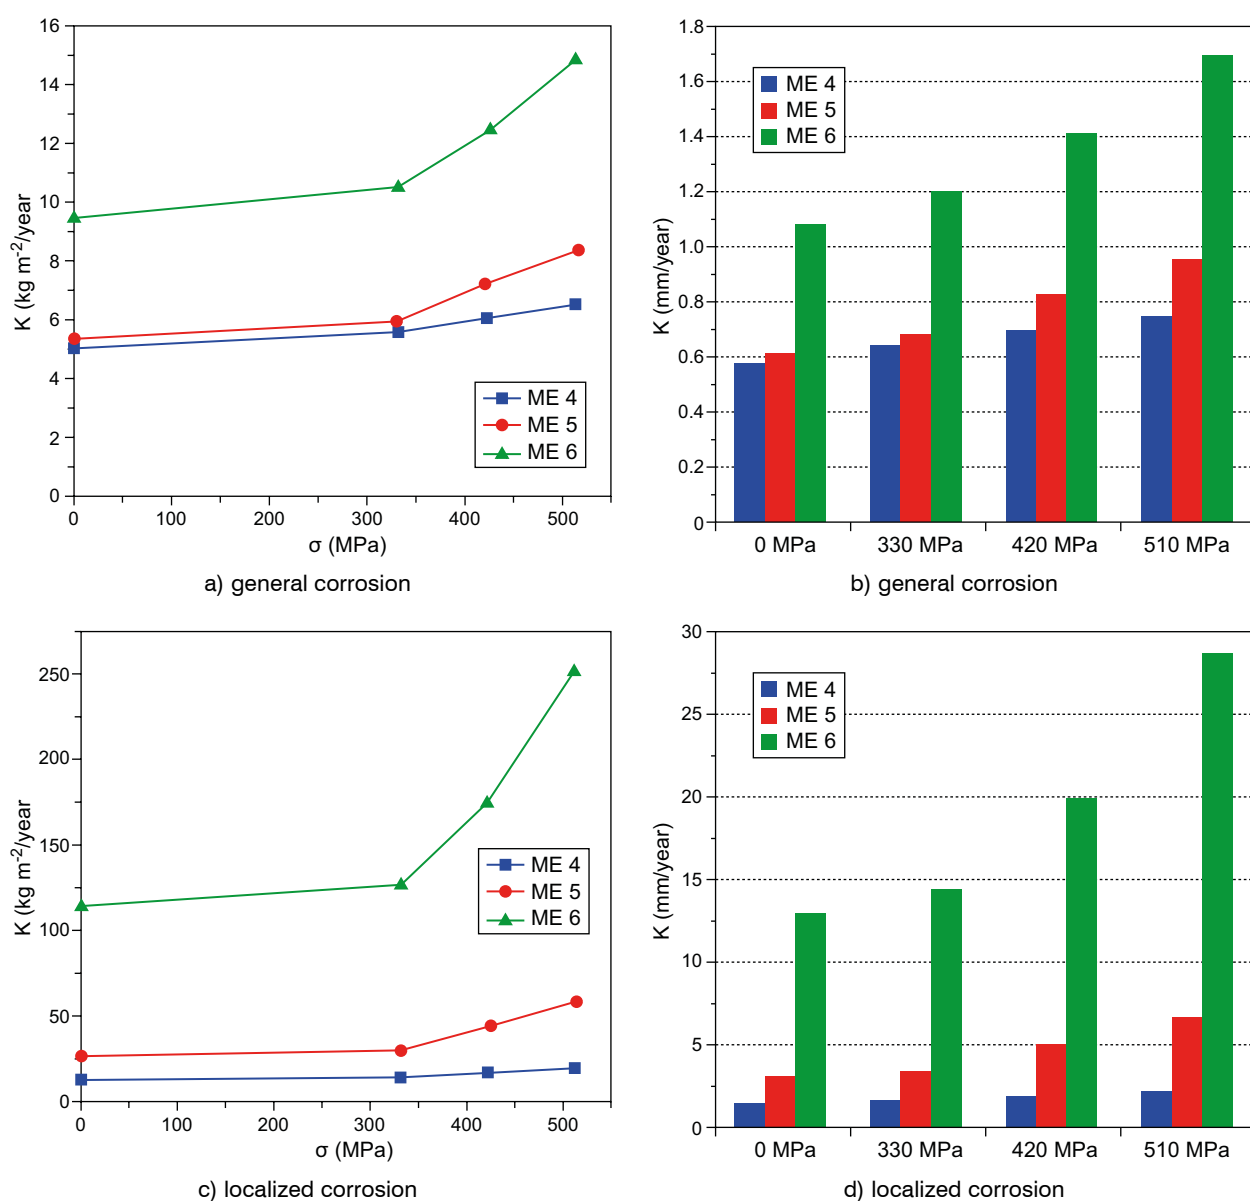 16
14
12
10
8
6
4
2
0
K (kg m⁻²/year)
ME 4
ME 5
ME 6
0 100 200 300 400 500
σ (MPa)
a) general corrosion
1.8
1.6
1.4
1.2
1.0
0.8
0.6
0.4
0.2
0
K (mm/year)
ME 4
ME 5
ME 6
0 MPa 330 MPa 420 MPa 510 MPa
b) general corrosion
250
200
150
100
50
0
K (kg m⁻²/year
ME 4
ME 5
ME 6
0 100 200 300 400 500
σ (MPa)
c) localized corrosion
30
25
20
15
10
5
0
K (mm/year)
ME 4
ME 5
ME 6
0 MPa 330 MPa 420 MPa 510 MPa
d) localized corrosion